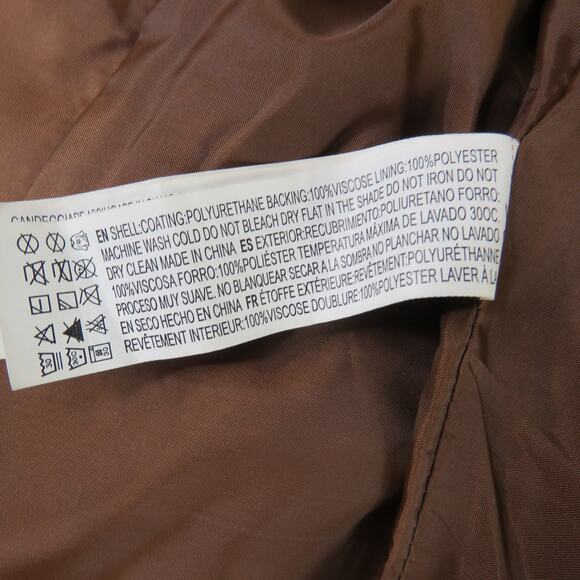 EN SHELL:COATING:POLYURETHANE BACKING:100%VISCOSE LINING:100%POLYESTER
MACHINE WASH COLD DO NOT BLEACH DRY FLAT IN THE SHADE DO NOT IRON DO NOT
DRY CLEAN MADE IN CHINA ES EXTERIOR:RECUBRIMENTO:POLIURETANO FORRO:
100%VISCOSA FORRO:100%POLIÉSTER TEMPERATURA MÁXIMA DE LAVADO 300C,
PROCESO MUY SUAVE. NO BLANQUEAR SECAR A LA SOMBRA NO PLANCHAR NO LAVADO
EN SECO HECHO EN CHINA FR ÉTOFFE EXTÉRIEURE:REVÊTEMENT:POLYURÉTHANNE
REVÊTEMENT INTERIEUR:100%VISCOSE DOUBLURE:100%POLYESTER LAVER À LA